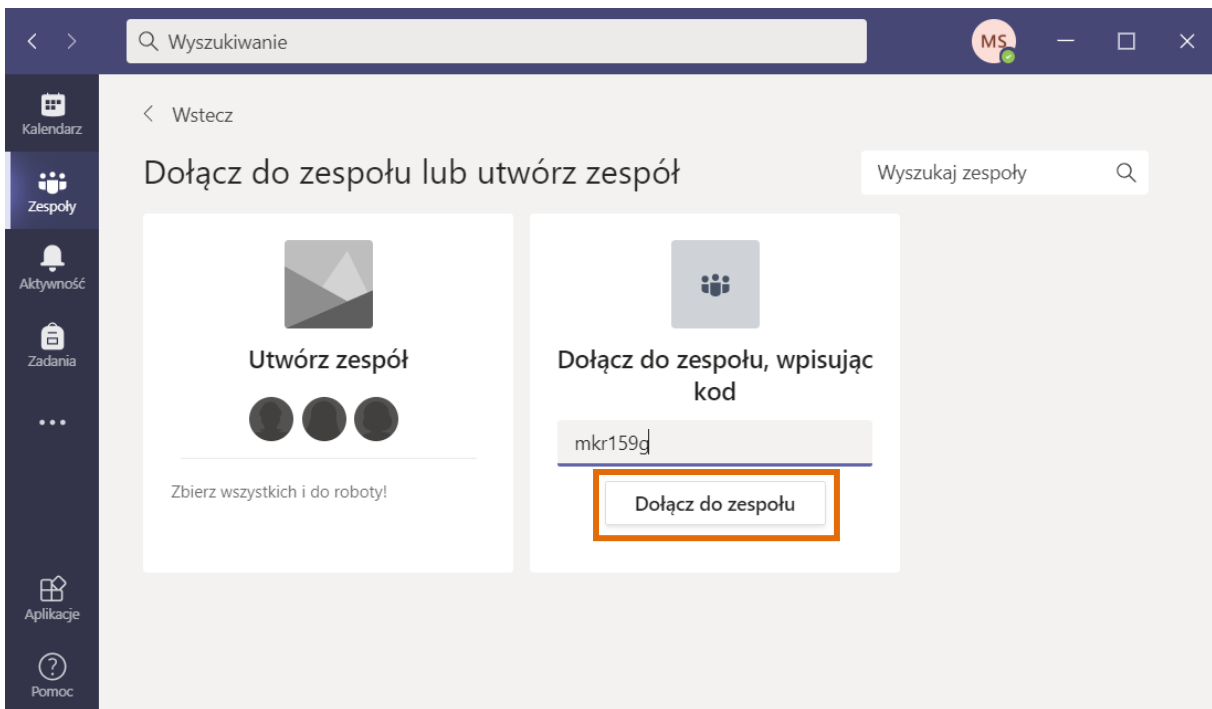 Wyszukiwanie
MS
Kalendarz
Wstecz
Dołącz do zespołu lub utwórz zespół
Wyszukaj zespoły
Zespoły
Aktywność
Zadania
Utwórz zespół
Zbierz wszystkich i do roboty!
Dołącz do zespołu, wpisując
kod
mkr159g
Dołącz do zespołu
Aplikacje
Pomoc